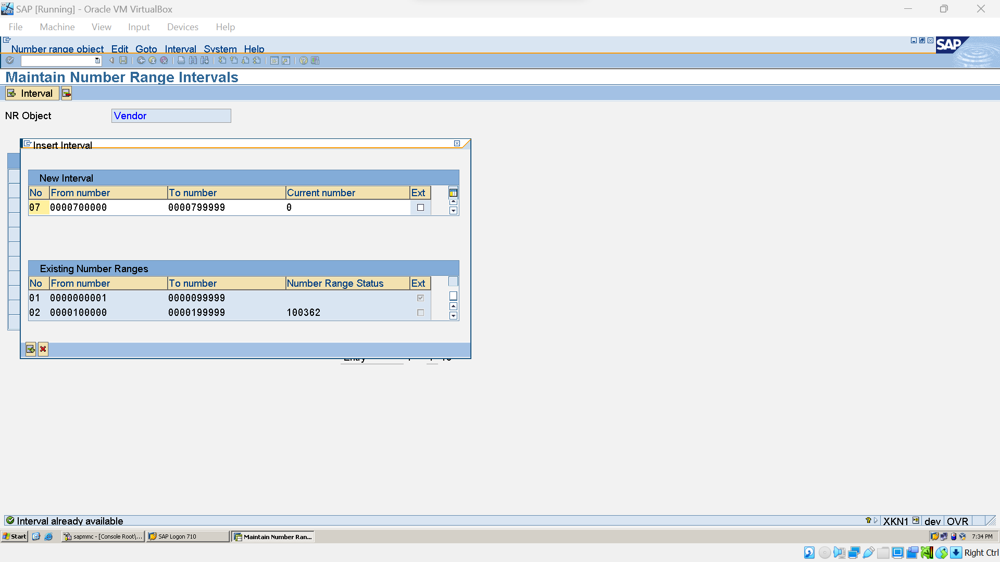 SAP [Running] - Oracle VM VirtualBox
File Machine View Input Devices Help
Number range object Edit Goto Interval System Help
SAP
Maintain Number Range Intervals
Interval
NR Object Vendor
Insert Interval
New Interval
No From number To number Current number Ext
07 0000700000 0000799999 0
Existing Number Ranges
No From number To number Number Range Status Ext
01 0000000001 0000099999
02 0000100000 0000199999 100362
Entry
Interval already available
XKN1 dev OVR
Start sapmmc - [Console Root\... SAP Logon 710 Maintain Number Ran... 7:34 PM
Right Ctrl